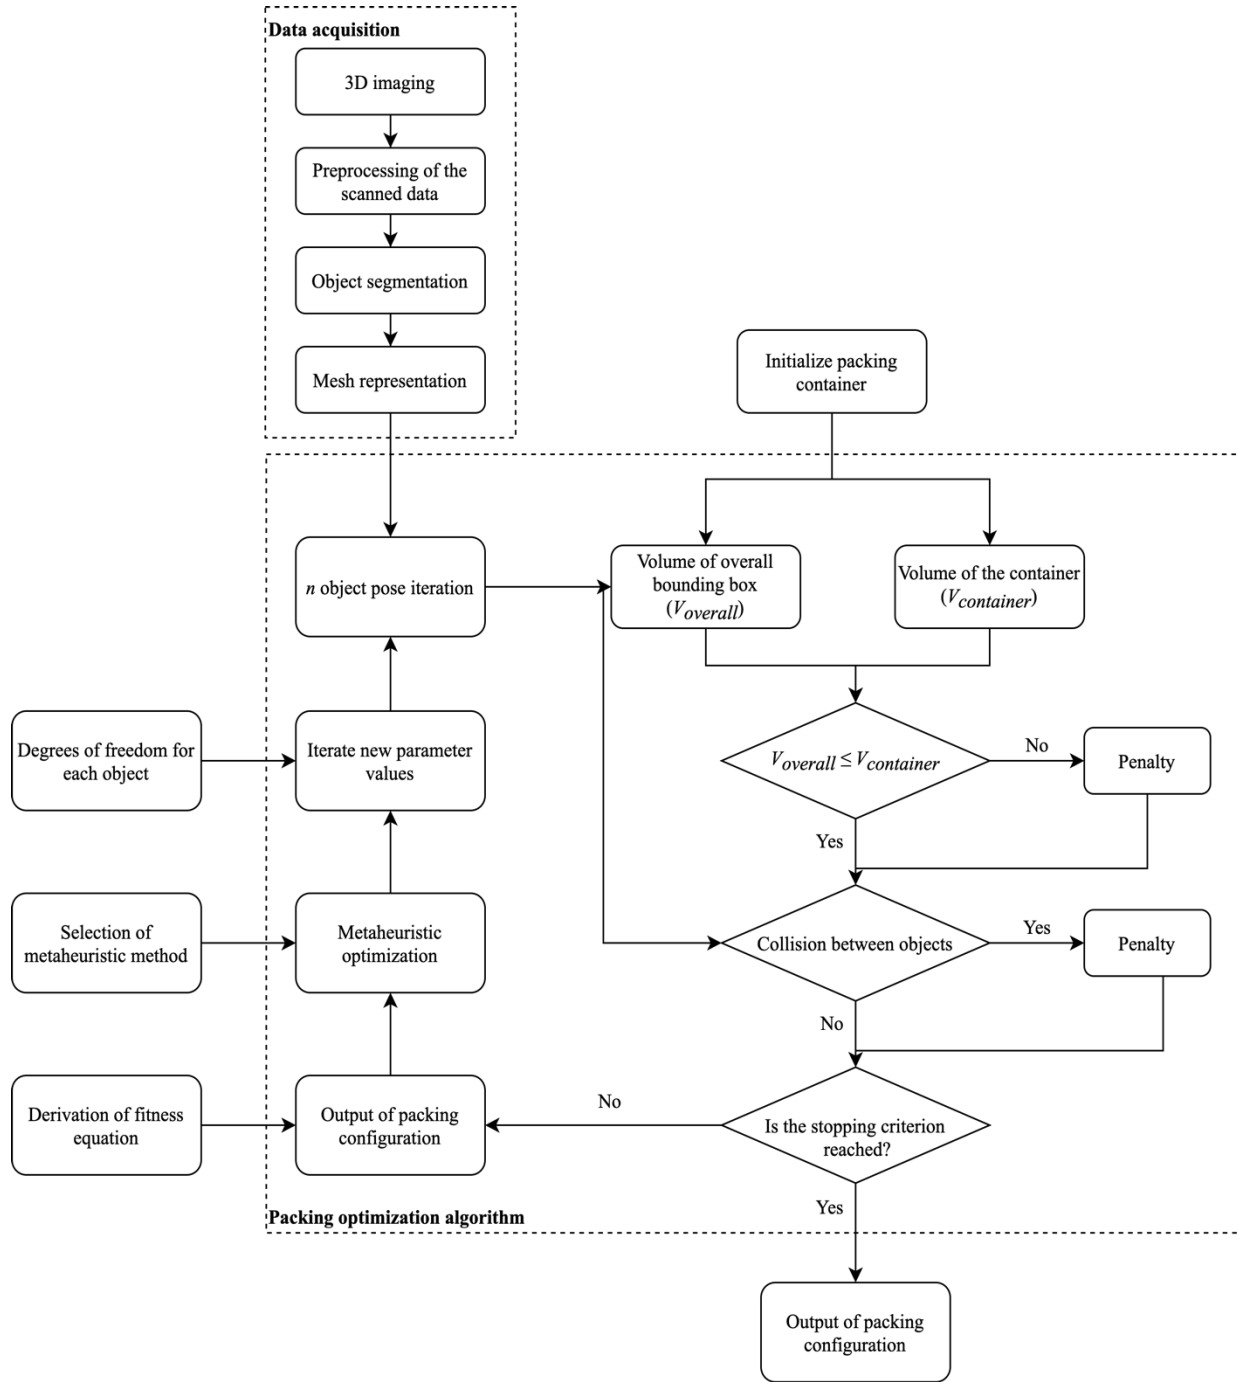 Data acquisition
3D imaging
Preprocessing of the
scanned data
Object segmentation
Mesh representation
Initialize packing
container
n object pose iteration
Volume of overall
bounding box
(Voverall)
Volume of the container
(Vcontainer)
Degrees of freedom for
each object
Iterate new parameter
values
Voverall ≤ Vcontainer
No
Penalty
Yes
Selection of
metaheuristic method
Metaheuristic
optimization
Collision between objects
Yes
Penalty
No
Derivation of fitness
equation
Output of packing
configuration
No
Is the stopping criterion
reached?
Yes
Packing optimization algorithm
Output of packing
configuration